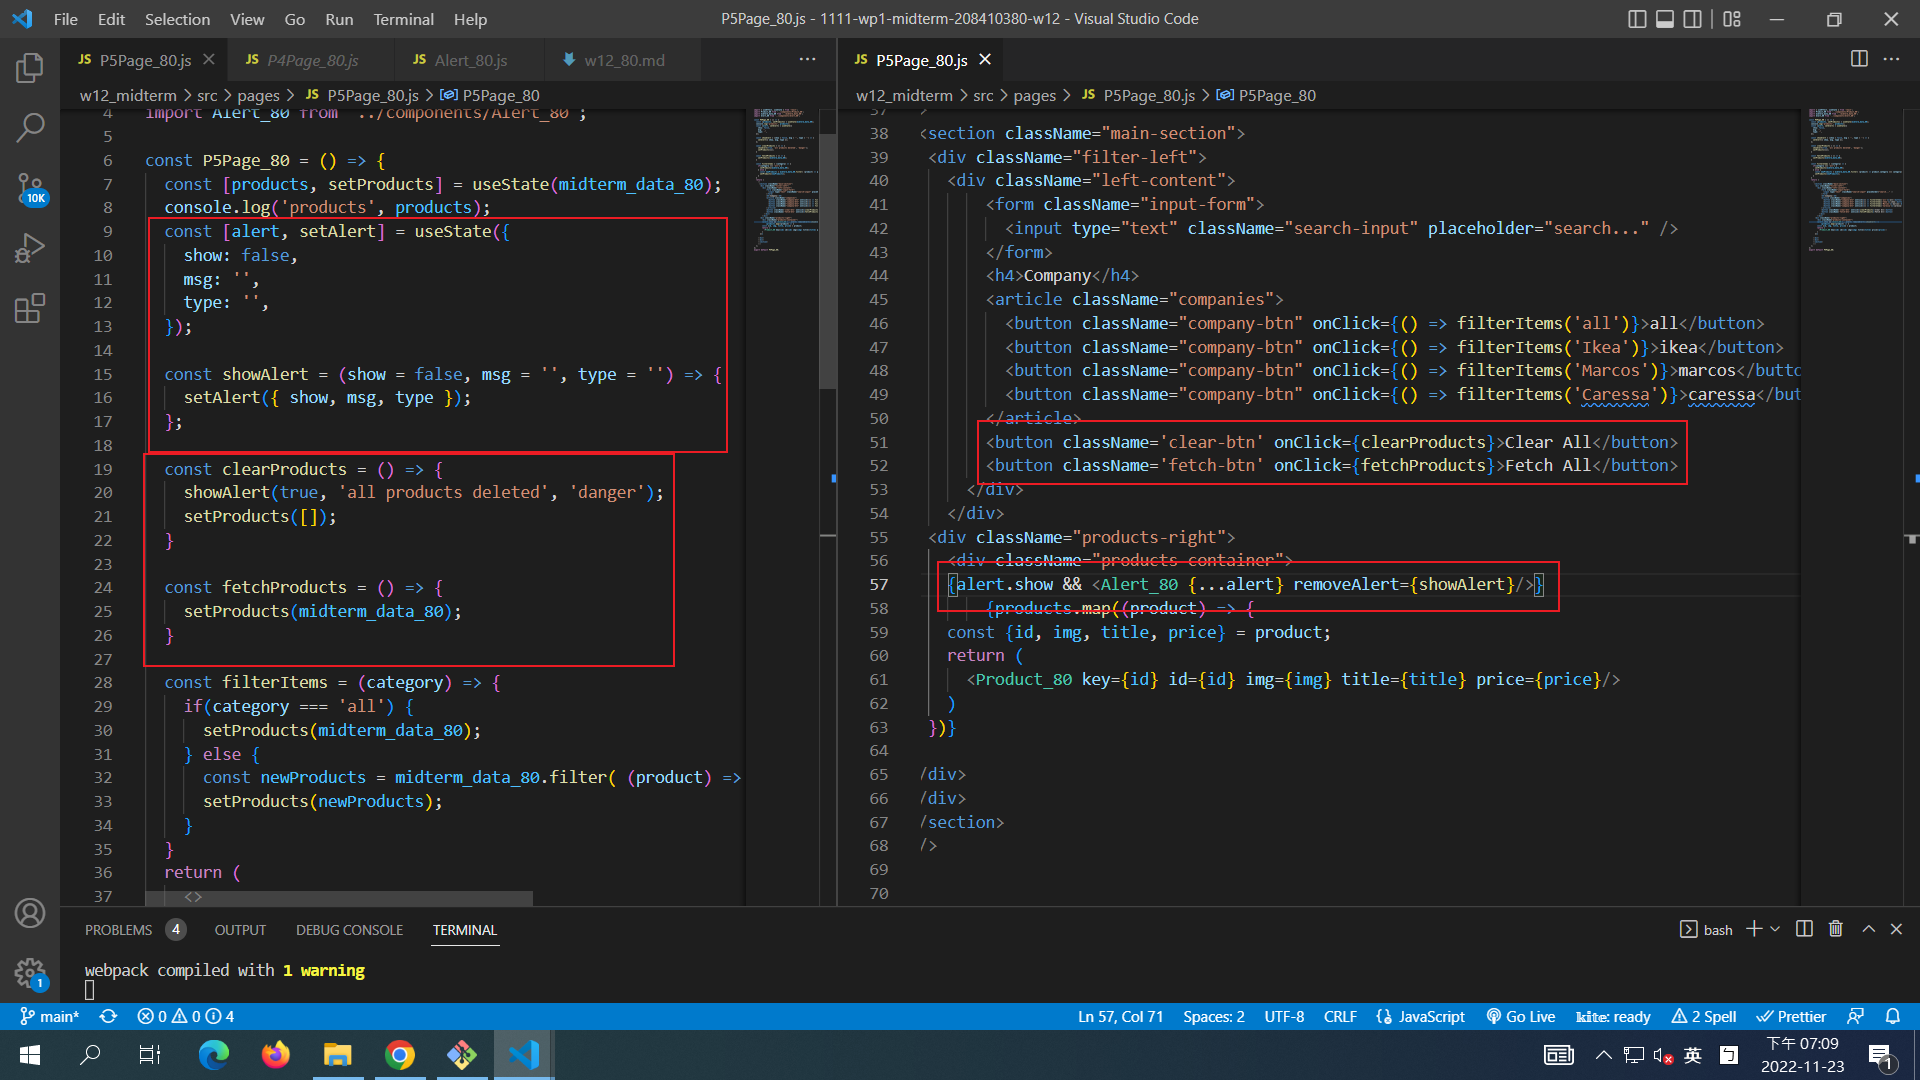 File Edit Selection View Go Run Terminal Help
P5Page_80.js - 1111-wp1-midterm-208410380-w12 - Visual Studio Code
JS P5Page_80.js
JS P4Page_80.js
JS Alert_80.js
w12_80.md
w12_midterm > src > pages > JS P5Page_80.js > P5Page_80
4 import Alert_80 from '../components/Alert_80';
5
6 const P5Page_80 = () => {
7 const [products, setProducts] = useState(midterm_data_80);
8 console.log('products', products);
9 const [alert, setAlert] = useState({
10 show: false,
11 msg: '',
12 type: '',
13 });
14
15 const showAlert = (show = false, msg = '', type = '') => {
16 setAlert({ show, msg, type });
17 };
18
19 const clearProducts = () => {
20 showAlert(true, 'all products deleted', 'danger');
21 setProducts([]);
22 }
23
24 const fetchProducts = () => {
25 setProducts(midterm_data_80);
26 }
27
28 const filterItems = (category) => {
29 if(category === 'all') {
30 setProducts(midterm_data_80);
31 } else {
32 const newProducts = midterm_data_80.filter( (product) =>
33 setProducts(newProducts);
34 }
35 }
36 return (
37 <>
JS P5Page_80.js
w12_midterm > src > pages > JS P5Page_80.js > P5Page_80
37 >
38 <section className="main-section">
39 <div className="filter-left">
40 <div className="left-content">
41 <form className="input-form">
42 <input type="text" className="search-input" placeholder="search..." />
43 </form>
44 <h4>Company</h4>
45 <article className="companies">
46 <button className="company-btn" onClick={() => filterItems('all')}>all</button>
47 <button className="company-btn" onClick={() => filterItems('Ikea')}>ikea</button>
48 <button className="company-btn" onClick={() => filterItems('Marcos')}>marcos</buttc
49 <button className="company-btn" onClick={() => filterItems('Caressa')}>caressa</but
50 </article>
51 <button className='clear-btn' onClick={clearProducts}>Clear All</button>
52 <button className='fetch-btn' onClick={fetchProducts}>Fetch All</button>
53 </div>
54 </div>
55 <div className="products-right">
56 <div className="products-container">
57 {alert.show && <Alert_80 {...alert} removeAlert={showAlert}/>}
58 {products.map((product) => {
59 const {id, img, title, price} = product;
60 return (
61 <Product_80 key={id} id={id} img={img} title={title} price={price}/>
62 )
63 })}
64
65 /div>
66 /div>
67 /section>
68 />
69
70
10K
1
PROBLEMS 4 OUTPUT DEBUG CONSOLE TERMINAL
bash
webpack compiled with 1 warning
main* 0 0 4
Ln 57, Col 71 Spaces: 2 UTF-8 CRLF JavaScript Go Live kite: ready 2 Spell Prettier
英
下午 07:09
2022-11-23
1